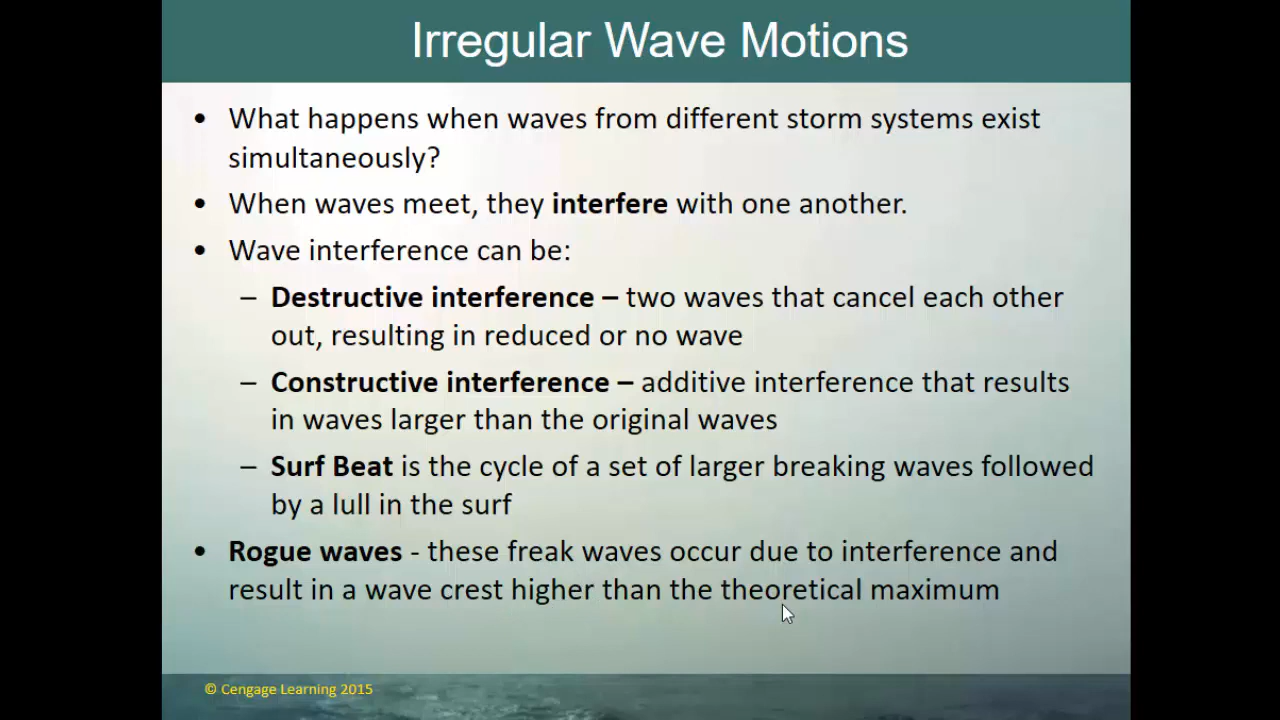 Irregular Wave Motions
• What happens when waves from different storm systems exist
simultaneously?
• When waves meet, they interfere with one another.
• Wave interference can be:
– Destructive interference – two waves that cancel each other
out, resulting in reduced or no wave
– Constructive interference – additive interference that results
in waves larger than the original waves
– Surf Beat is the cycle of a set of larger breaking waves followed
by a lull in the surf
• Rogue waves - these freak waves occur due to interference and
result in a wave crest higher than the theoretical maximum
© Cengage Learning 2015